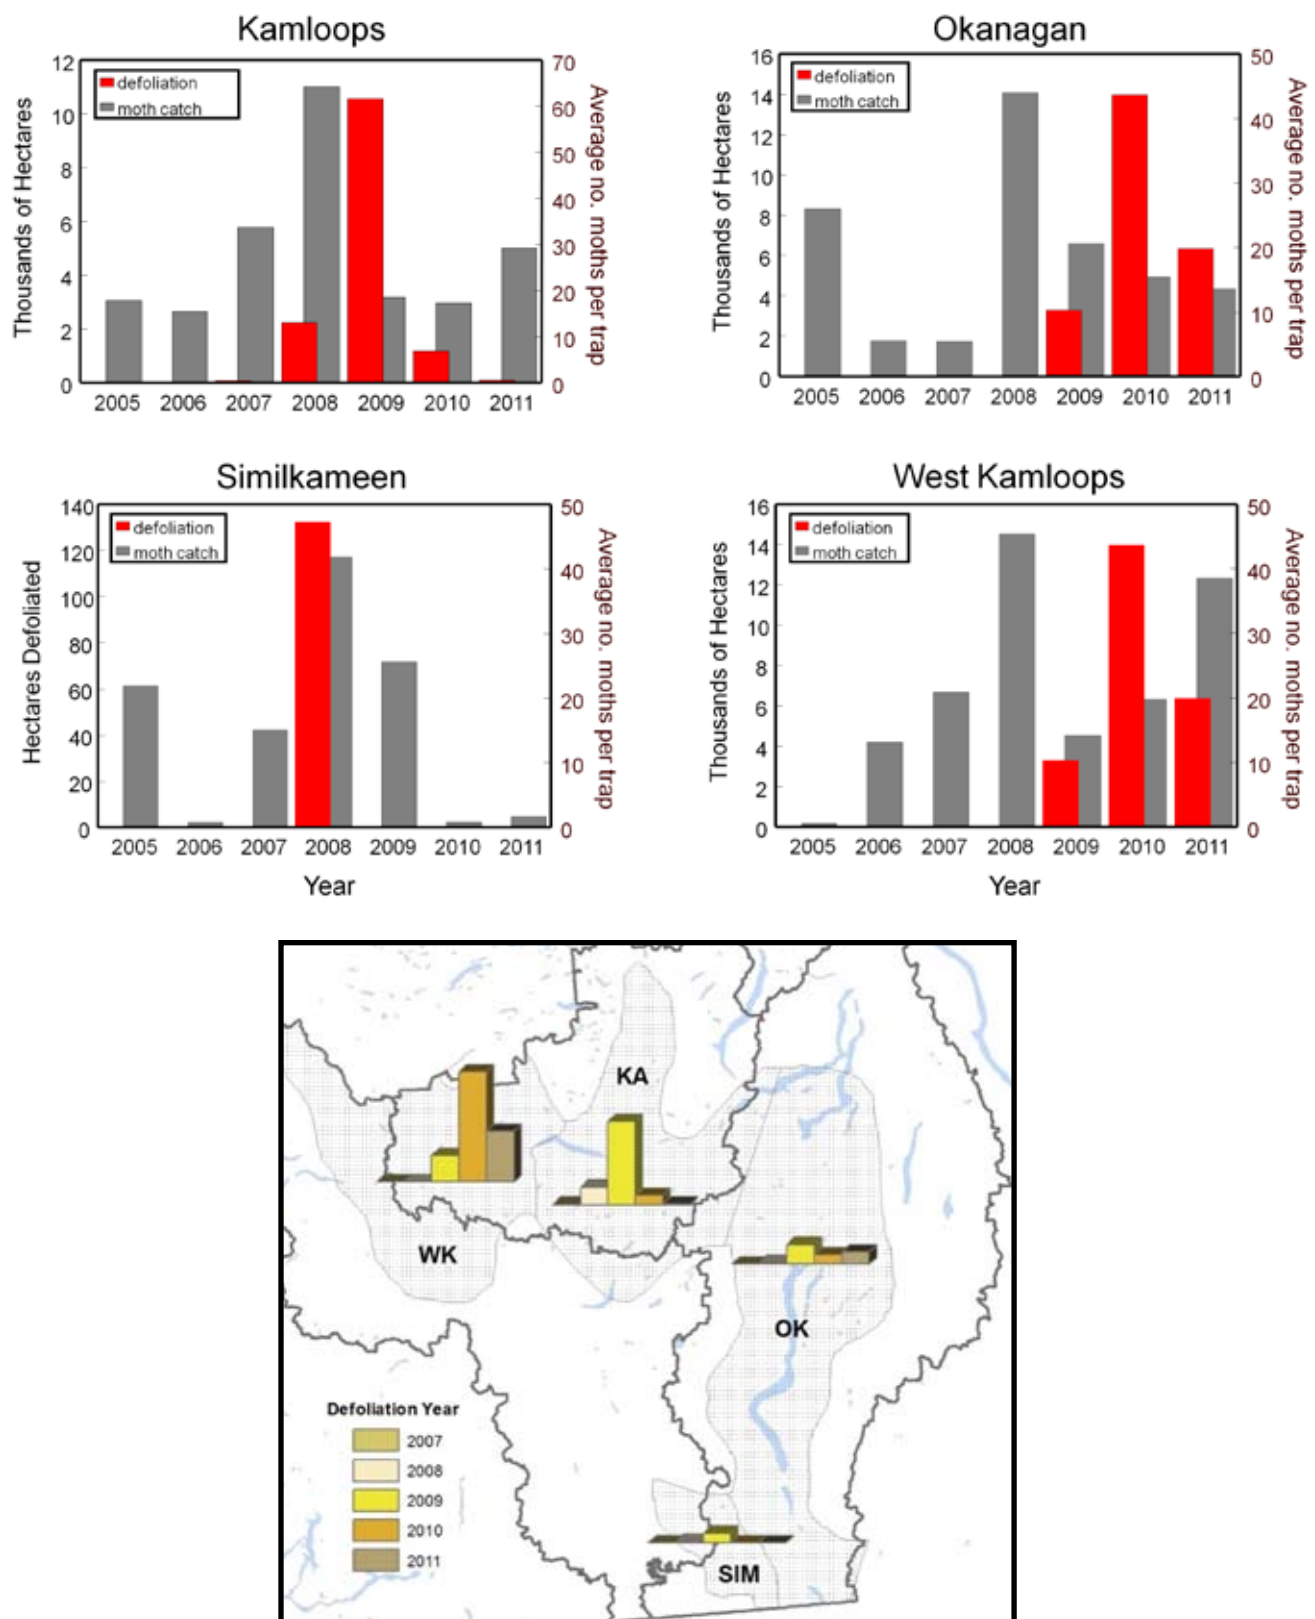 Kamloops
12
10
8
6
4
2
0
Thousands of Hectares
defoliation
moth catch
70
60
50
40
30
20
10
0
Average no. moths per trap
2005 2006 2007 2008 2009 2010 2011
Okanagan
16
14
12
10
8
6
4
2
0
Thousands of Hectares
defoliation
moth catch
50
40
30
20
10
0
Average no. moths per trap
2005 2006 2007 2008 2009 2010 2011
Similkameen
140
120
100
80
60
40
20
0
Hectares Defoliated
defoliation
moth catch
50
40
30
20
10
0
Average no. moths per trap
2005 2006 2007 2008 2009 2010 2011
Year
West Kamloops
16
14
12
10
8
6
4
2
0
Thousands of Hectares
defoliation
moth catch
50
40
30
20
10
0
Average no. moths per trap
2005 2006 2007 2008 2009 2010 2011
Year
KA
WK
OK
SIM
Defoliation Year
2007
2008
2009
2010
2011